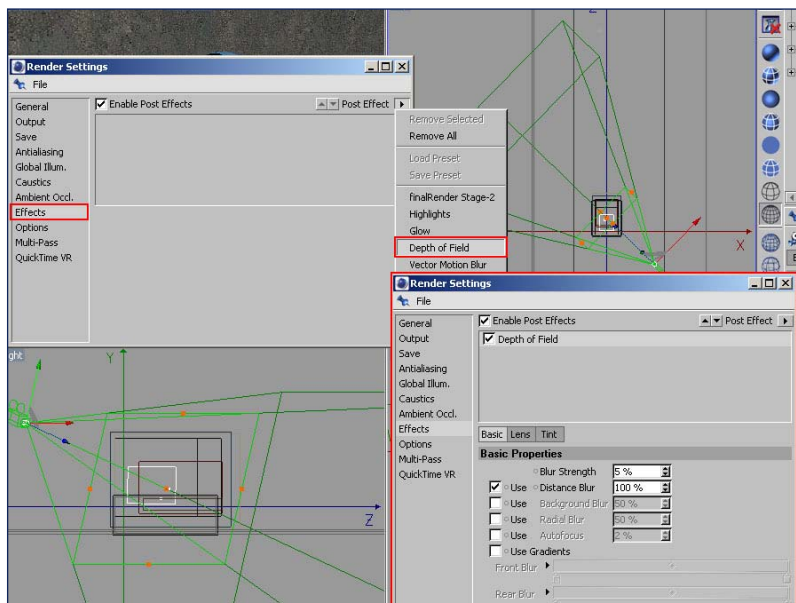 Render Settings
File
General
Output
Save
Antialiasing
Global Illum.
Caustics
Ambient Occl.
Effects
Options
Multi-Pass
QuickTime VR
Enable Post Effects
Post Effect
Remove Selected
Remove All
Load Preset
Save Preset
finalRender Stage-2
Highlights
Glow
Depth of Field
Vector Motion Blur
X
ght
Y
Z
Render Settings
File
General
Output
Save
Antialiasing
Global Illum.
Caustics
Ambient Occl.
Effects
Options
Multi-Pass
QuickTime VR
Enable Post Effects
Post Effect
Depth of Field
Basic Lens Tint
Basic Properties
Blur Strength 5 %
Use Distance Blur 100 %
Use Background Blur 50 %
Use Radial Blur 50 %
Use Autofocus 2 %
Use Gradients
Front Blur
Rear Blur